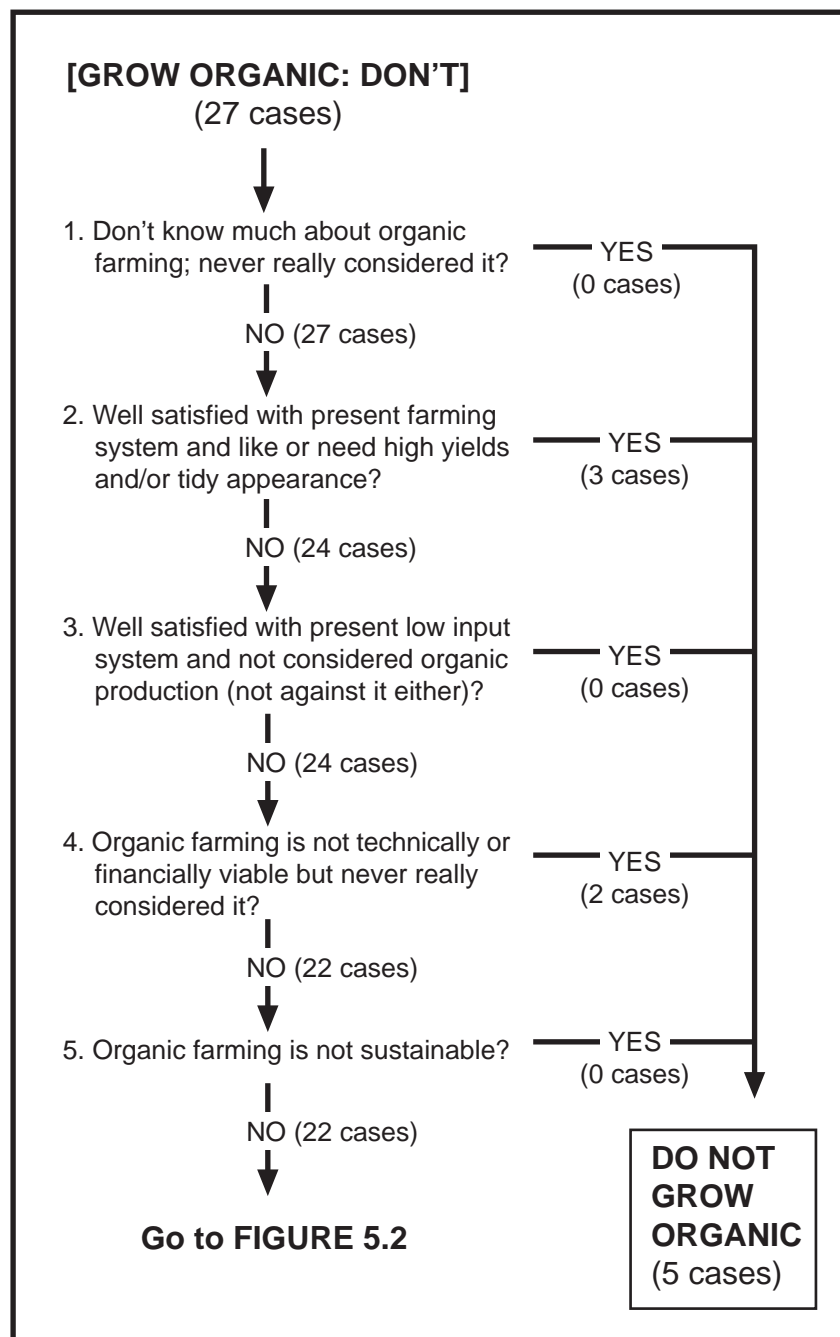 [GROW ORGANIC: DON'T]
(27 cases)
1. Don't know much about organic
farming; never really considered it?
YES
(0 cases)
NO (27 cases)
2. Well satisfied with present farming
system and like or need high yields
and/or tidy appearance?
YES
(3 cases)
NO (24 cases)
3. Well satisfied with present low input
system and not considered organic
production (not against it either)?
YES
(0 cases)
NO (24 cases)
4. Organic farming is not technically or
financially viable but never really
considered it?
YES
(2 cases)
NO (22 cases)
5. Organic farming is not sustainable?
YES
(0 cases)
NO (22 cases)
Go to FIGURE 5.2
DO NOT
GROW
ORGANIC
(5 cases)